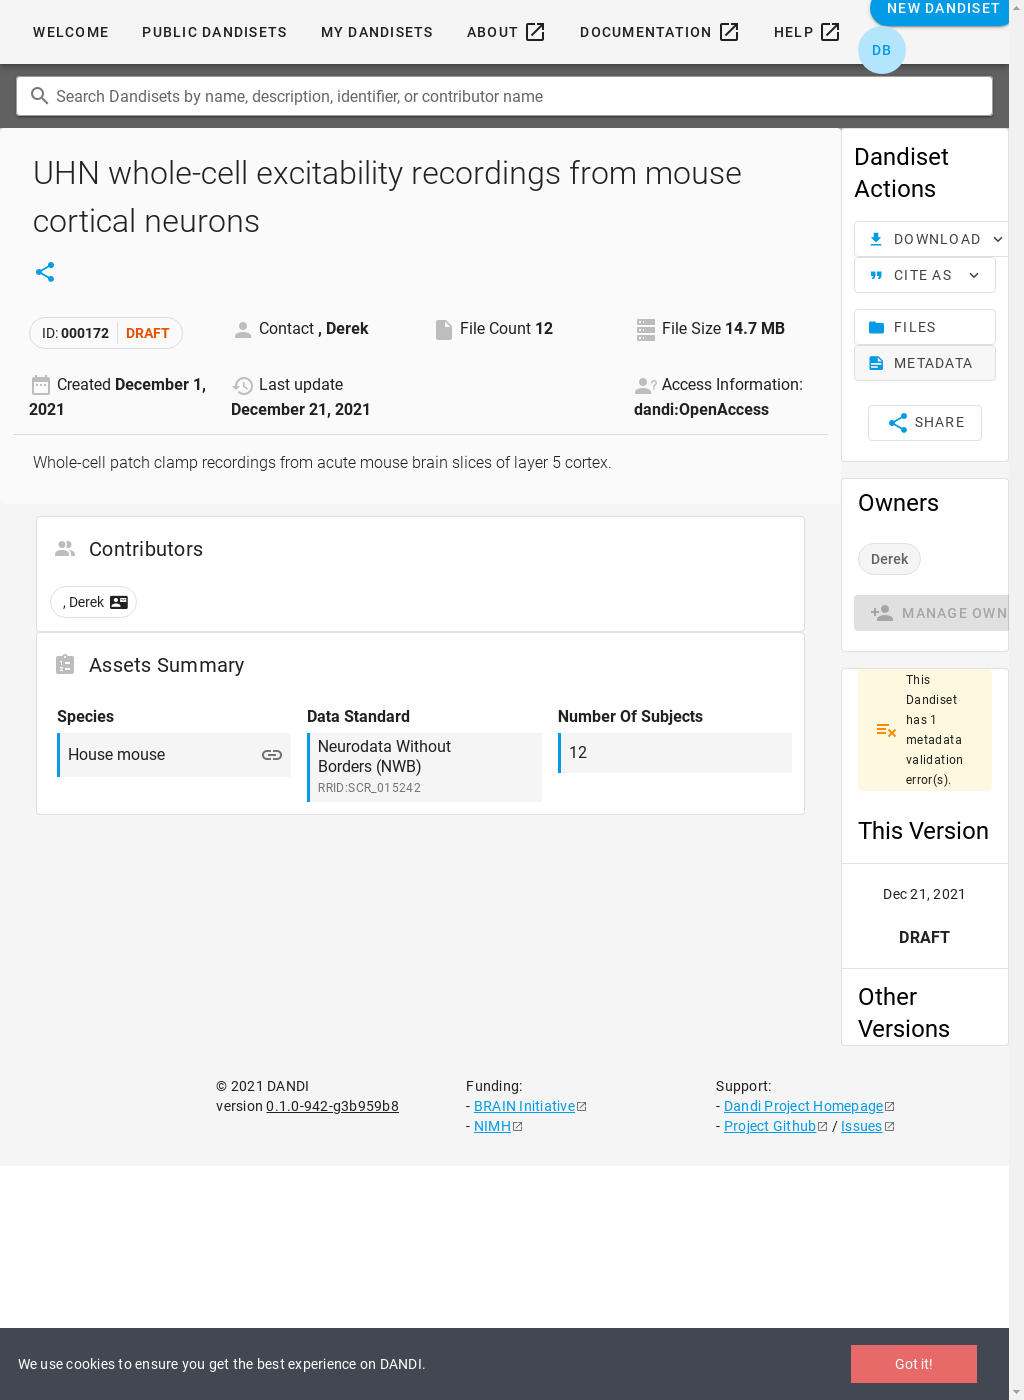 WELCOME PUBLIC DANDISETS MY DANDISETS ABOUT DOCUMENTATION HELP NEW DANDISET
DB
Search Dandisets by name, description, identifier, or contributor name
UHN whole-cell excitability recordings from mouse
cortical neurons
ID: 000172 DRAFT
Contact , Derek
File Count 12
File Size 14.7 MB
Created December 1,
2021
Last update
December 21, 2021
Access Information:
dandi:OpenAccess
Whole-cell patch clamp recordings from acute mouse brain slices of layer 5 cortex.
Contributors
, Derek
Assets Summary
Species
House mouse
Data Standard
Neurodata Without
Borders (NWB)
RRID:SCR_015242
Number Of Subjects
12
Dandiset
Actions
DOWNLOAD
CITE AS
FILES
METADATA
SHARE
Owners
Derek
MANAGE OWN
This
Dandiset
has 1
metadata
validation
error(s).
This Version
Dec 21, 2021
DRAFT
Other
Versions
© 2021 DANDI
version 0.1.0-942-g3b959b8
Funding:
- BRAIN Initiative
- NIMH
Support:
- Dandi Project Homepage
- Project Github / Issues
We use cookies to ensure you get the best experience on DANDI.
Got it!